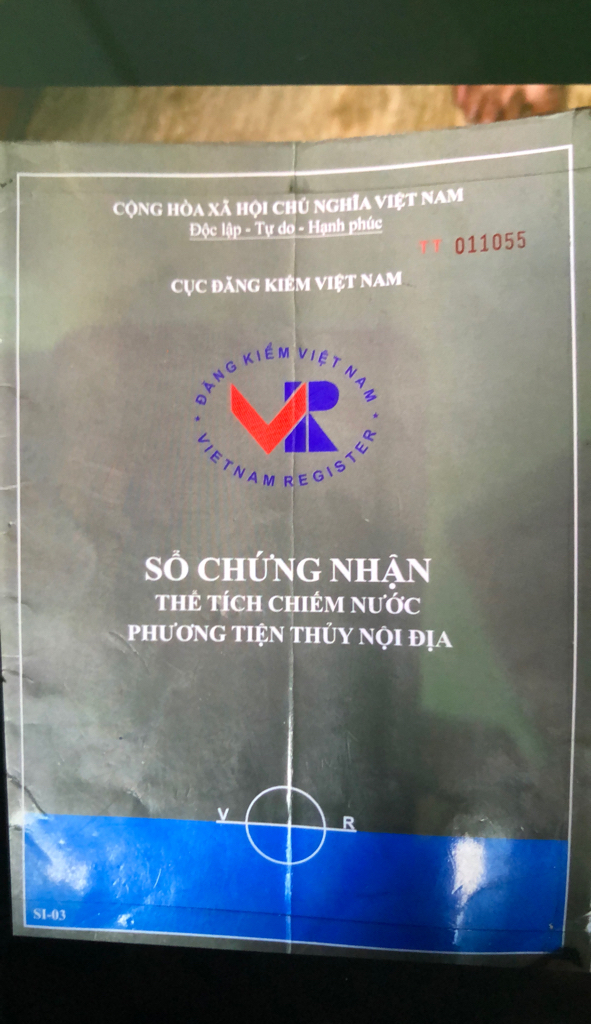 CỘNG HÒA XÃ HỘI CHỦ NGHĨA VIỆT NAM
Độc lập - Tự do - Hạnh phúc
TT 011055
CỤC ĐĂNG KIỂM VIỆT NAM
* ĐĂNG KIỂM VIỆT NAM *
VR
VIETNAM REGISTER
SỔ CHỨNG NHẬN
THỂ TÍCH CHIẾM NƯỚC
PHƯƠNG TIỆN THỦY NỘI ĐỊA
V R
SI-03